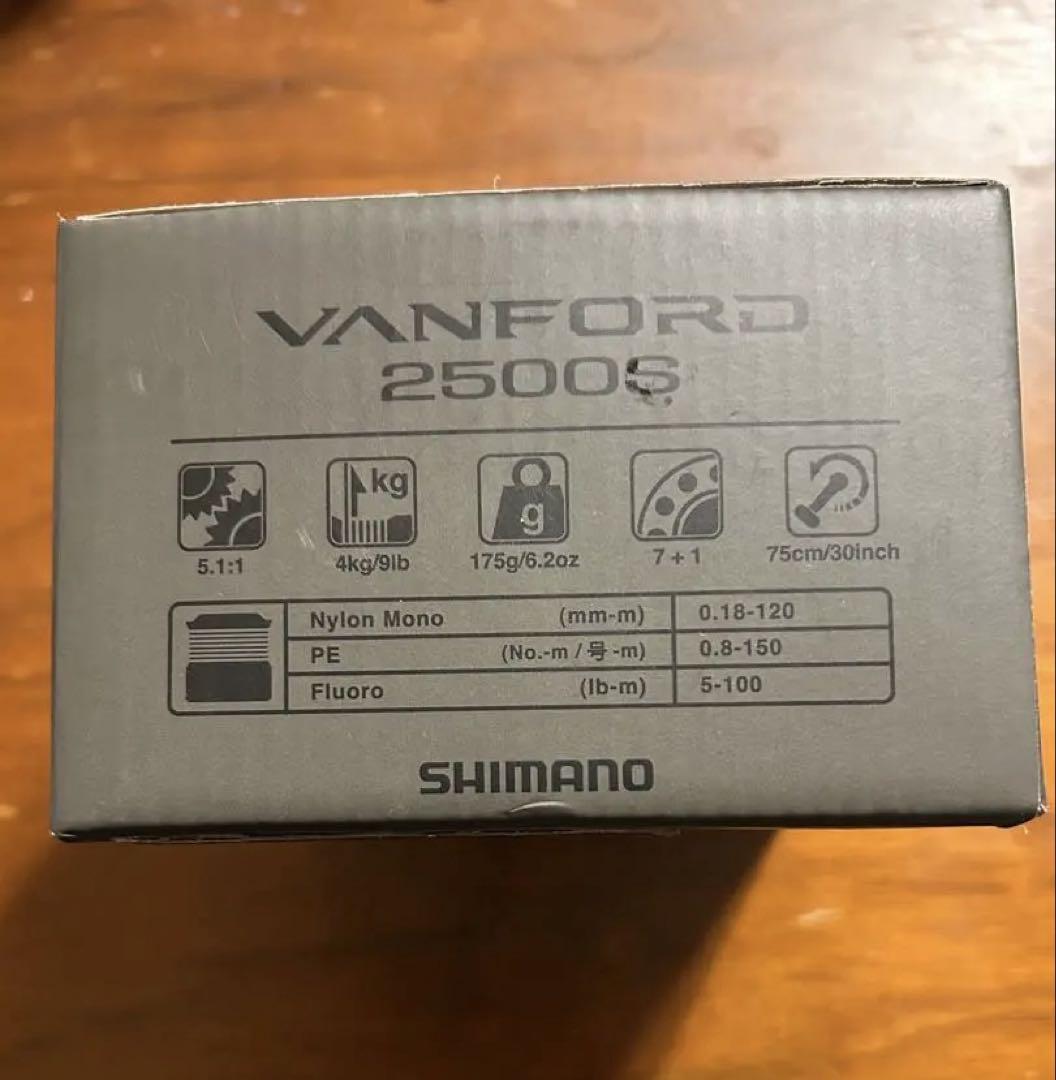 VANFORD
2500S
kg
g
5.1:1 4kg/9lb 175g/6.2oz 7+1 75cm/30inch
Nylon Mono (mm-m) 0.18-120
PE (No.-m / 号-m) 0.8-150
Fluoro (lb-m) 5-100
SHIMANO